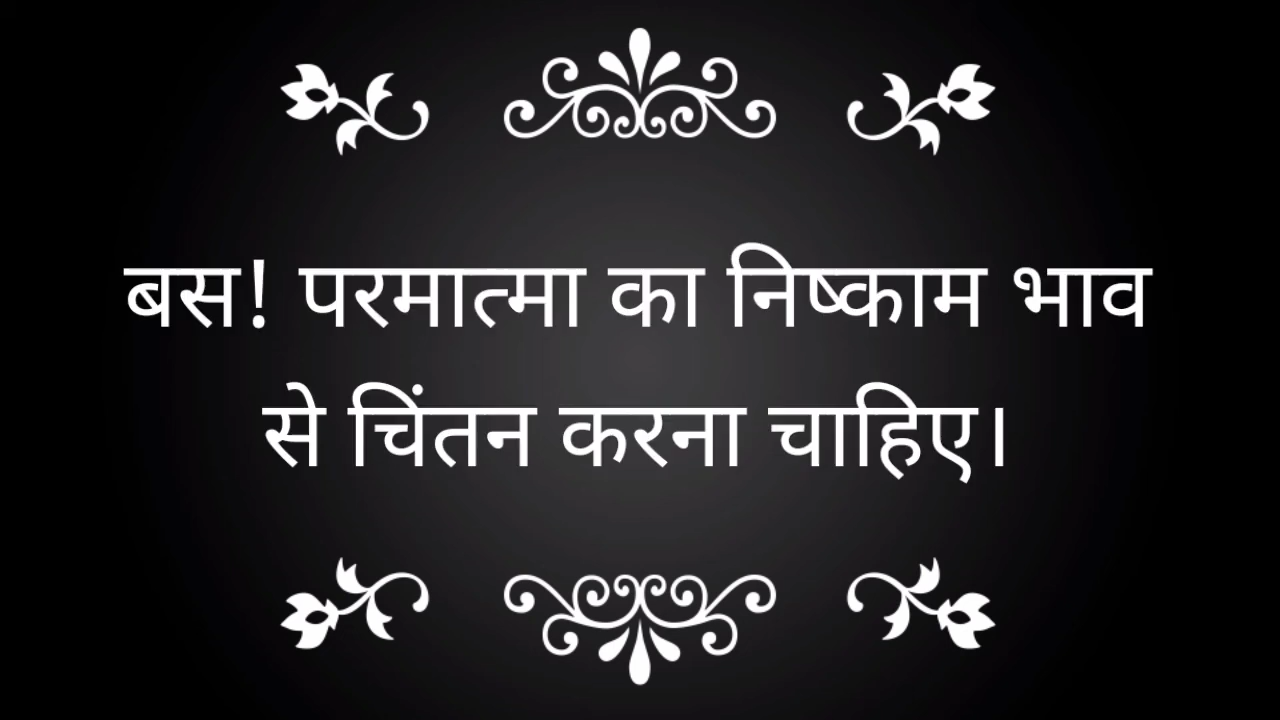 बस! परमात्मा का निष्काम भाव
से चिंतन करना चाहिए।